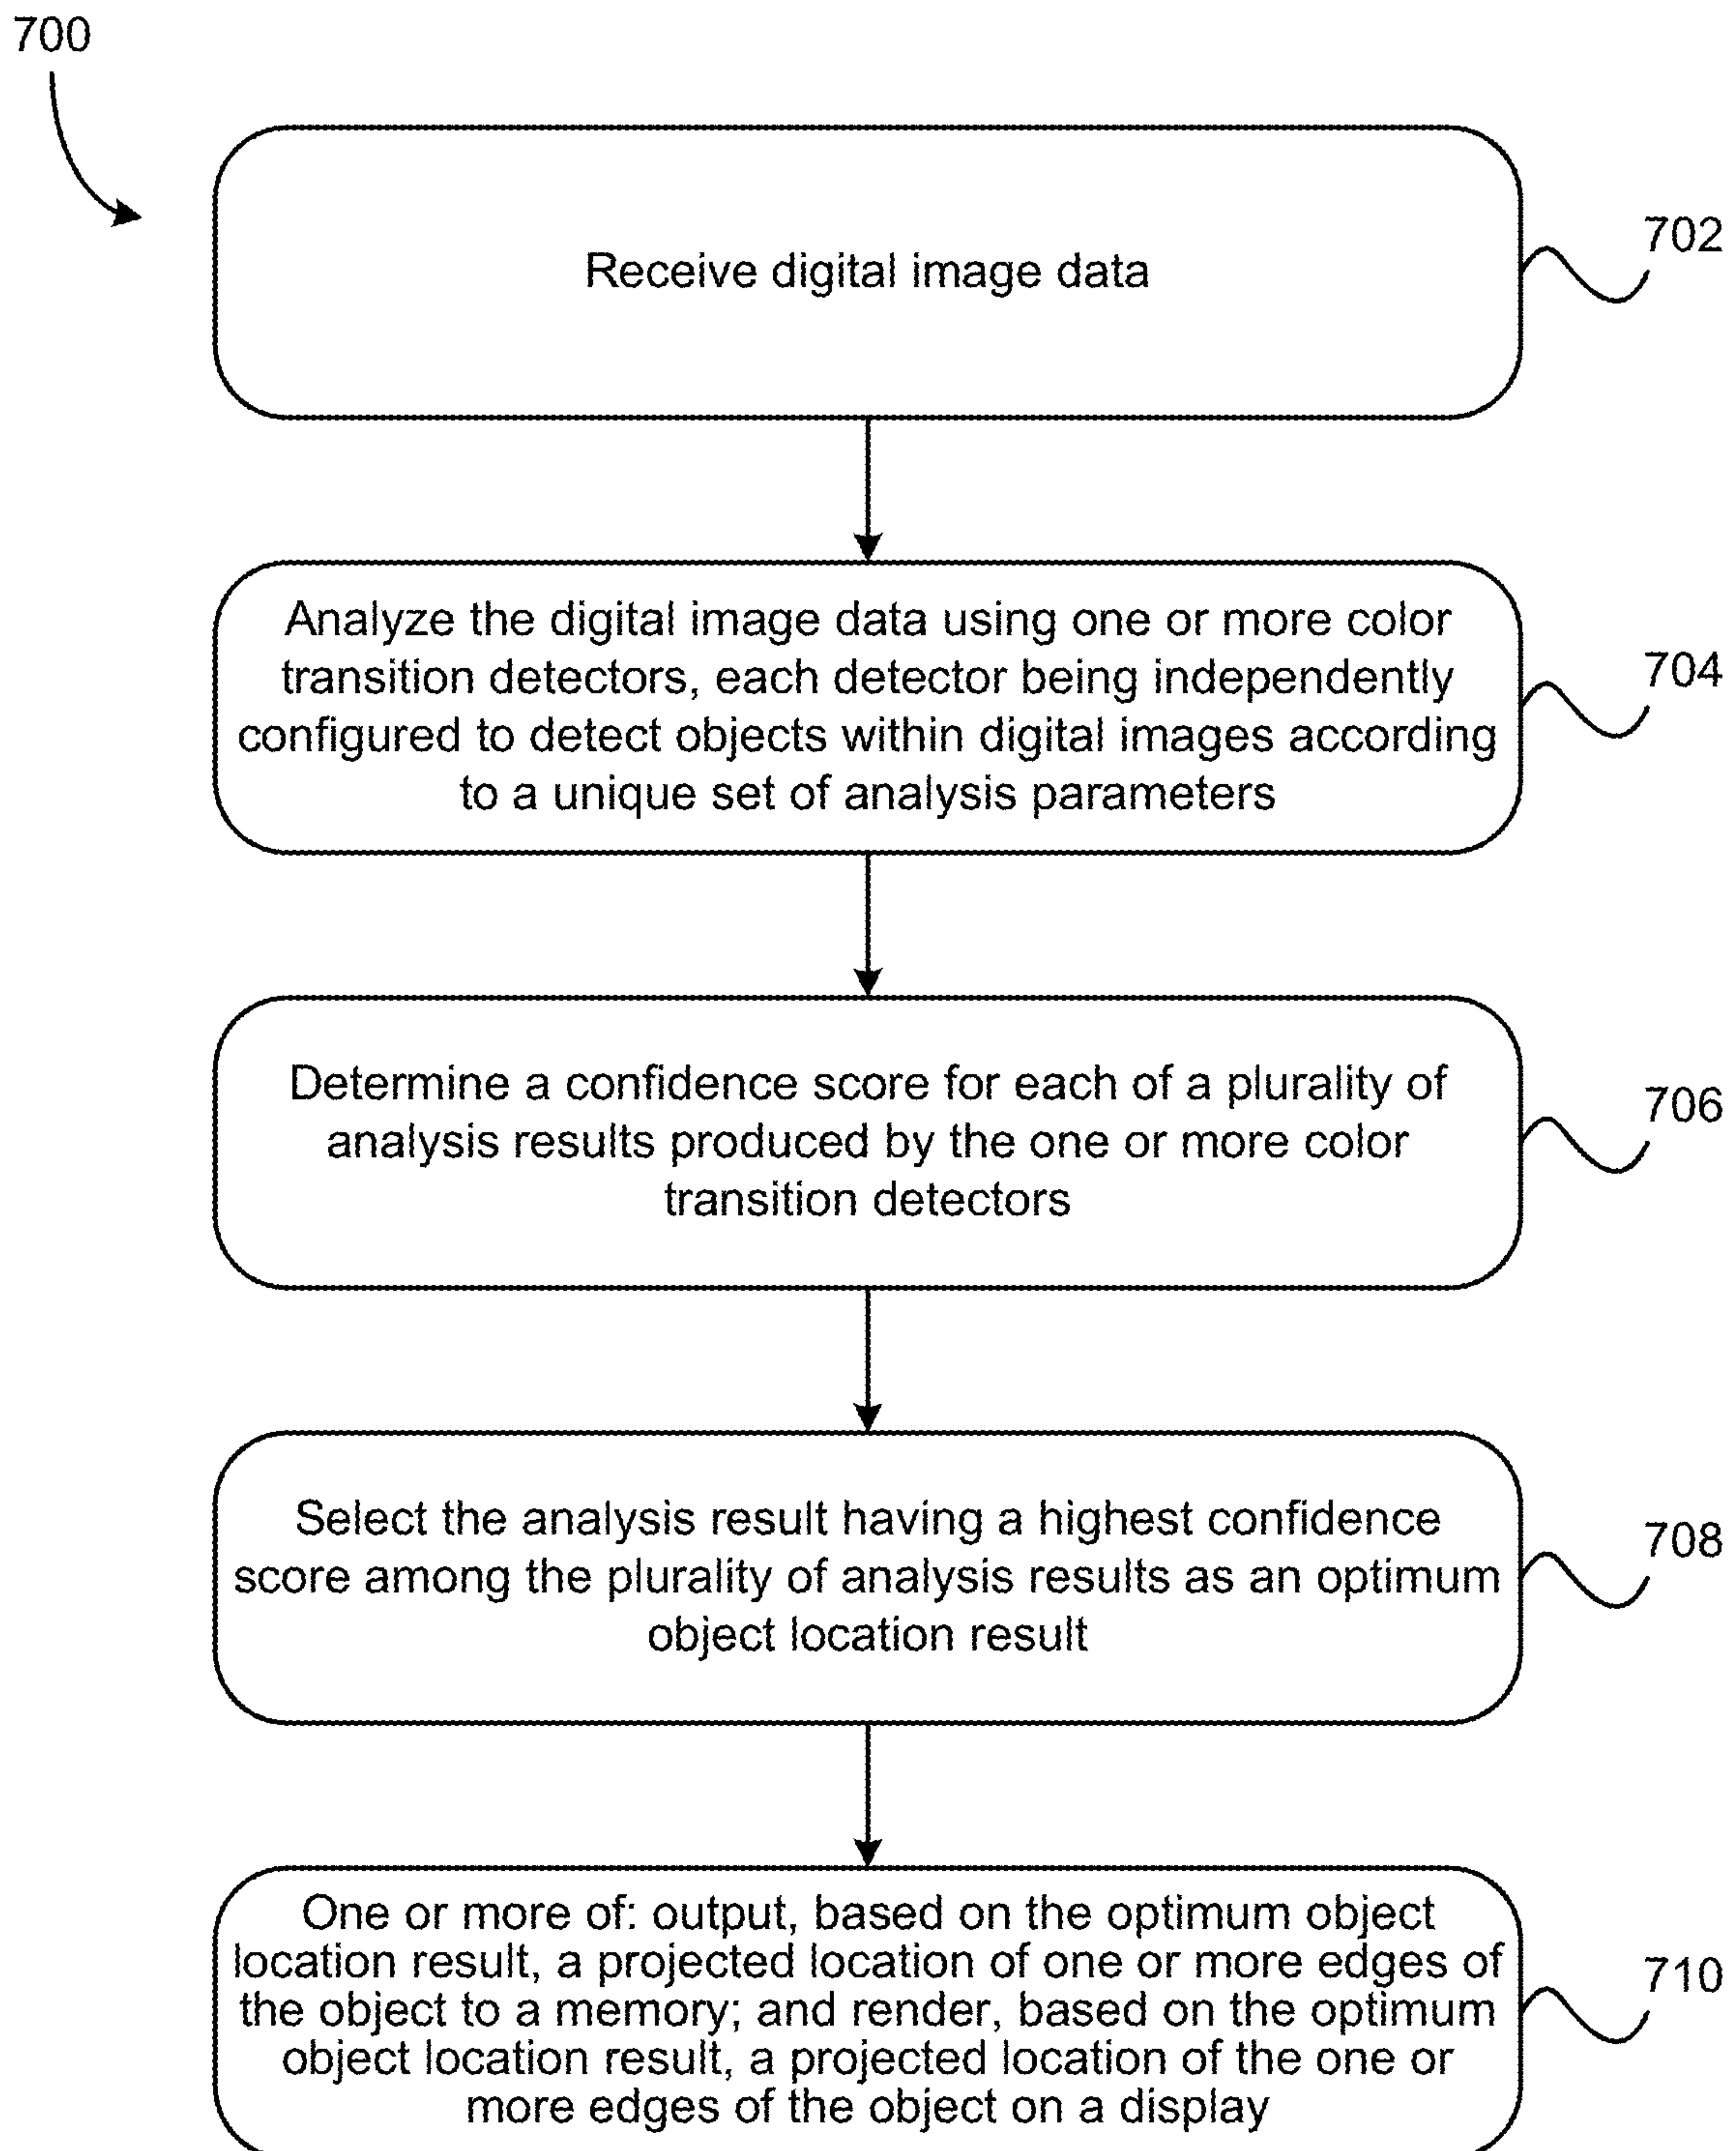 700
Receive digital image data
702
Analyze the digital image data using one or more color
transition detectors, each detector being independently
configured to detect objects within digital images according
to a unique set of analysis parameters
704
Determine a confidence score for each of a plurality of
analysis results produced by the one or more color
transition detectors
706
Select the analysis result having a highest confidence
score among the plurality of analysis results as an optimum
object location result
708
One or more of: output, based on the optimum object
location result, a projected location of one or more edges of
the object to a memory; and render, based on the optimum
object location result, a projected location of the one or
more edges of the object on a display
710